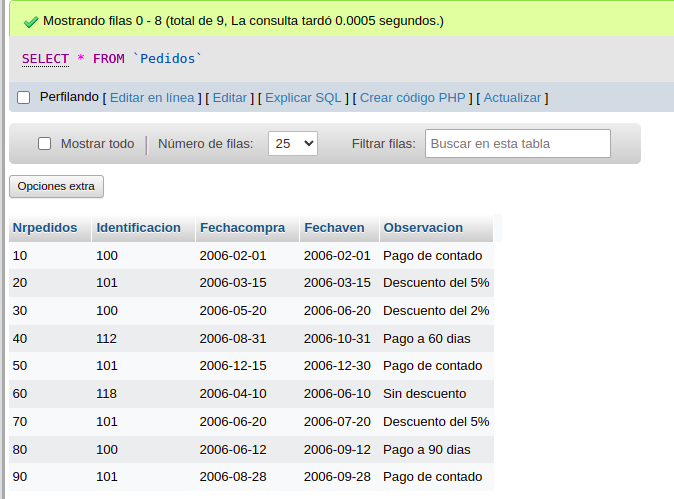 Mostrando filas 0 - 8 (total de 9, La consulta tardó 0.0005 segundos.)
SELECT * FROM `Pedidos`
Perfilando [ Editar en línea ] [ Editar ] [ Explicar SQL ] [ Crear código PHP ] [ Actualizar ]
Mostrar todo Número de filas: 25 Filtrar filas: Buscar en esta tabla
Opciones extra
Nrpedidos Identificacion Fechacompra Fechaven Observacion
10 100 2006-02-01 2006-02-01 Pago de contado
20 101 2006-03-15 2006-03-15 Descuento del 5%
30 100 2006-05-20 2006-06-20 Descuento del 2%
40 112 2006-08-31 2006-10-31 Pago a 60 dias
50 101 2006-12-15 2006-12-30 Pago de contado
60 118 2006-04-10 2006-06-10 Sin descuento
70 101 2006-06-20 2006-07-20 Descuento del 5%
80 100 2006-06-12 2006-09-12 Pago a 90 dias
90 101 2006-08-28 2006-09-28 Pago de contado